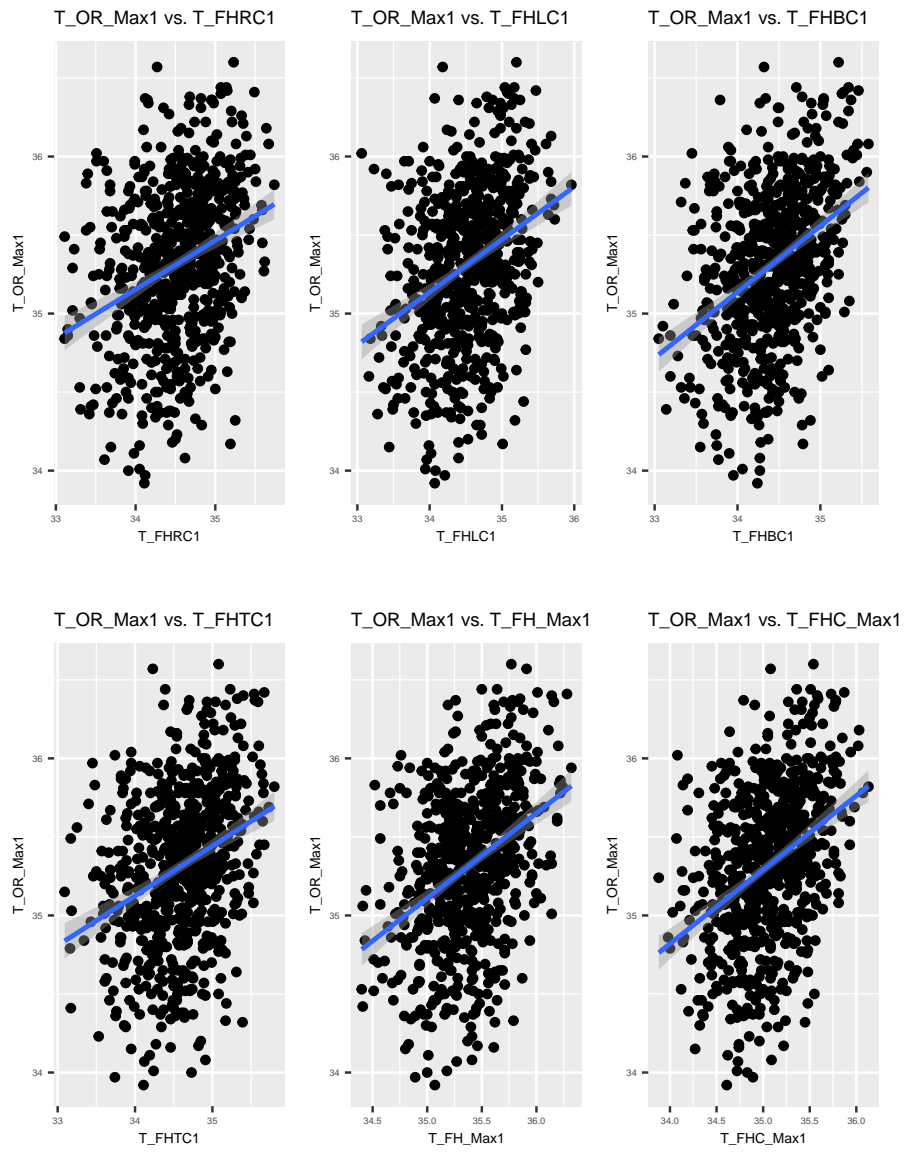 T_OR_Max1 vs. T_FHRC1
T_OR_Max1 vs. T_FHLC1
T_OR_Max1 vs. T_FHBC1
T_OR_Max1
36
35
34
33
34
35
T_FHRC1
T_OR_Max1
36
35
34
33
34
35
36
T_FHLC1
T_OR_Max1
36
35
34
33
34
35
T_FHBC1
T_OR_Max1 vs. T_FHTC1
T_OR_Max1 vs. T_FH_Max1
T_OR_Max1 vs. T_FHC_Max1
T_OR_Max1
36
35
34
33
34
35
T_FHTC1
T_OR_Max1
36
35
34
34.5
35.0
35.5
36.0
T_FH_Max1
T_OR_Max1
36
35
34
34.0
34.5
35.0
35.5
36.0
T_FHC_Max1